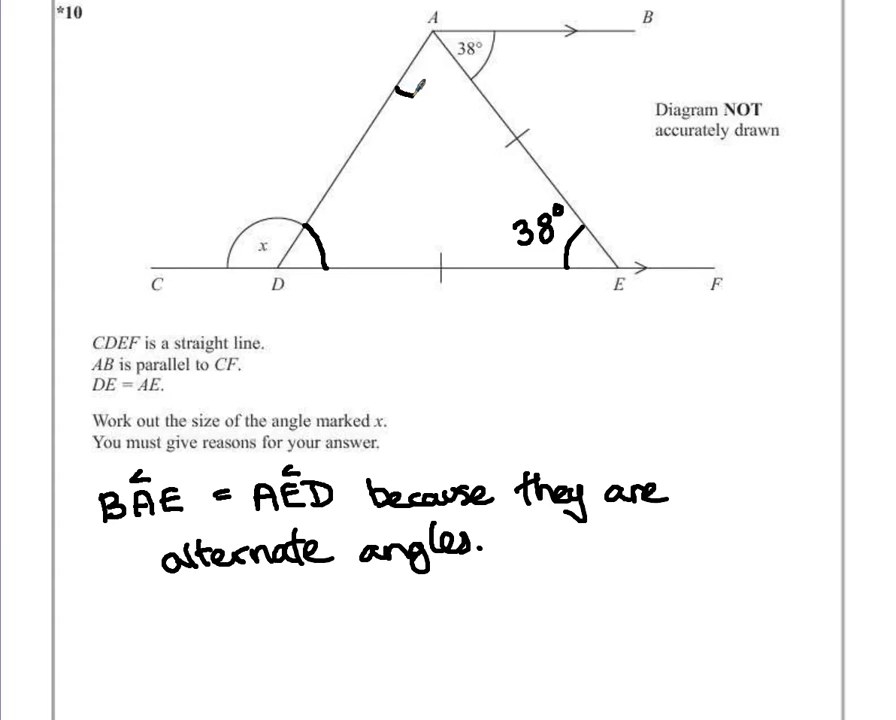 *10
A
B
38°
Diagram NOT
accurately drawn
38°
x
C
D
E
F
CDEF is a straight line.
AB is parallel to CF.
DE = AE.
Work out the size of the angle marked x.
You must give reasons for your answer.
BÂE = AÊD because they are
alternate angles.